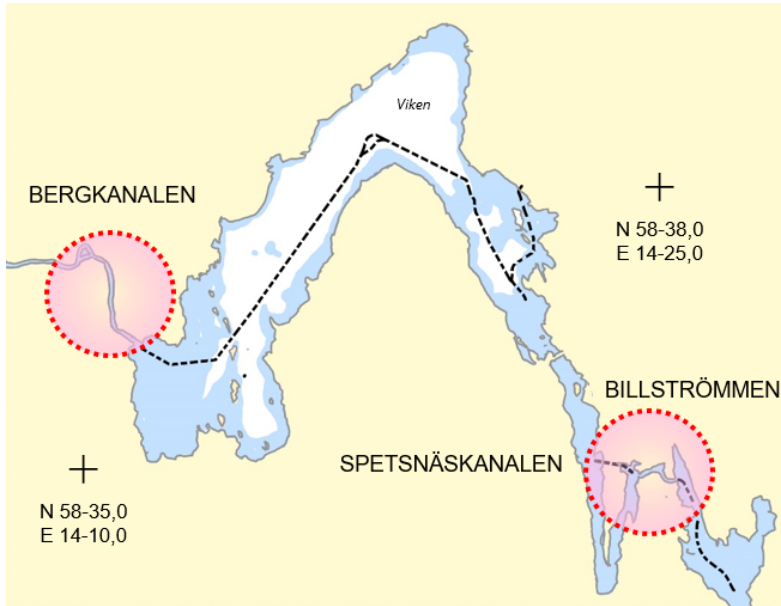 Viken
BERGKANALEN
N 58-38,0
E 14-25,0
BILLSTRÖMMEN
SPETSNÄSKANALEN
N 58-35,0
E 14-10,0